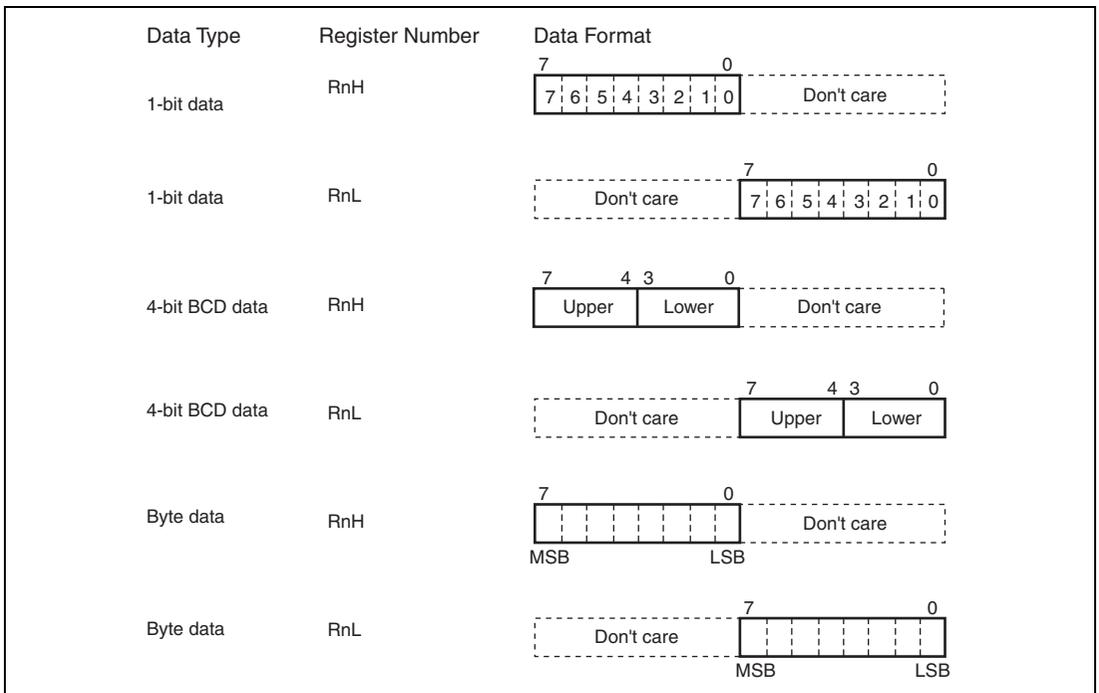 Data Type Register Number Data Format
7 0
1-bit data RnH 7 6 5 4 3 2 1 0 Don't care
7 0
1-bit data RnL Don't care 7 6 5 4 3 2 1 0
7 4 3 0
4-bit BCD data RnH Upper Lower Don't care
7 4 3 0
4-bit BCD data RnL Don't care Upper Lower
7 0
Byte data RnH Don't care
MSB LSB
7 0
Byte data RnL Don't care
MSB LSB